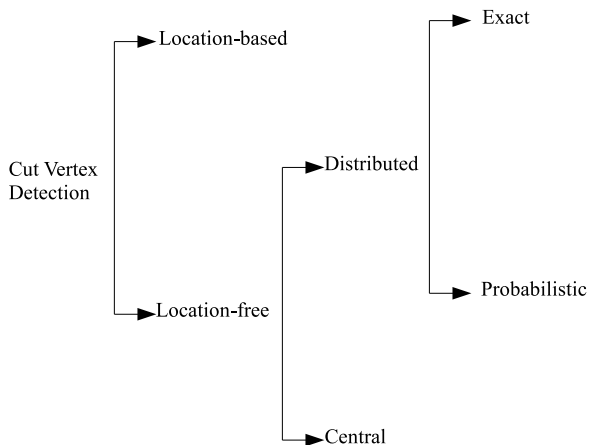 Exact
Location-based
Distributed
Cut Vertex
Detection
Probabilistic
Location-free
Central